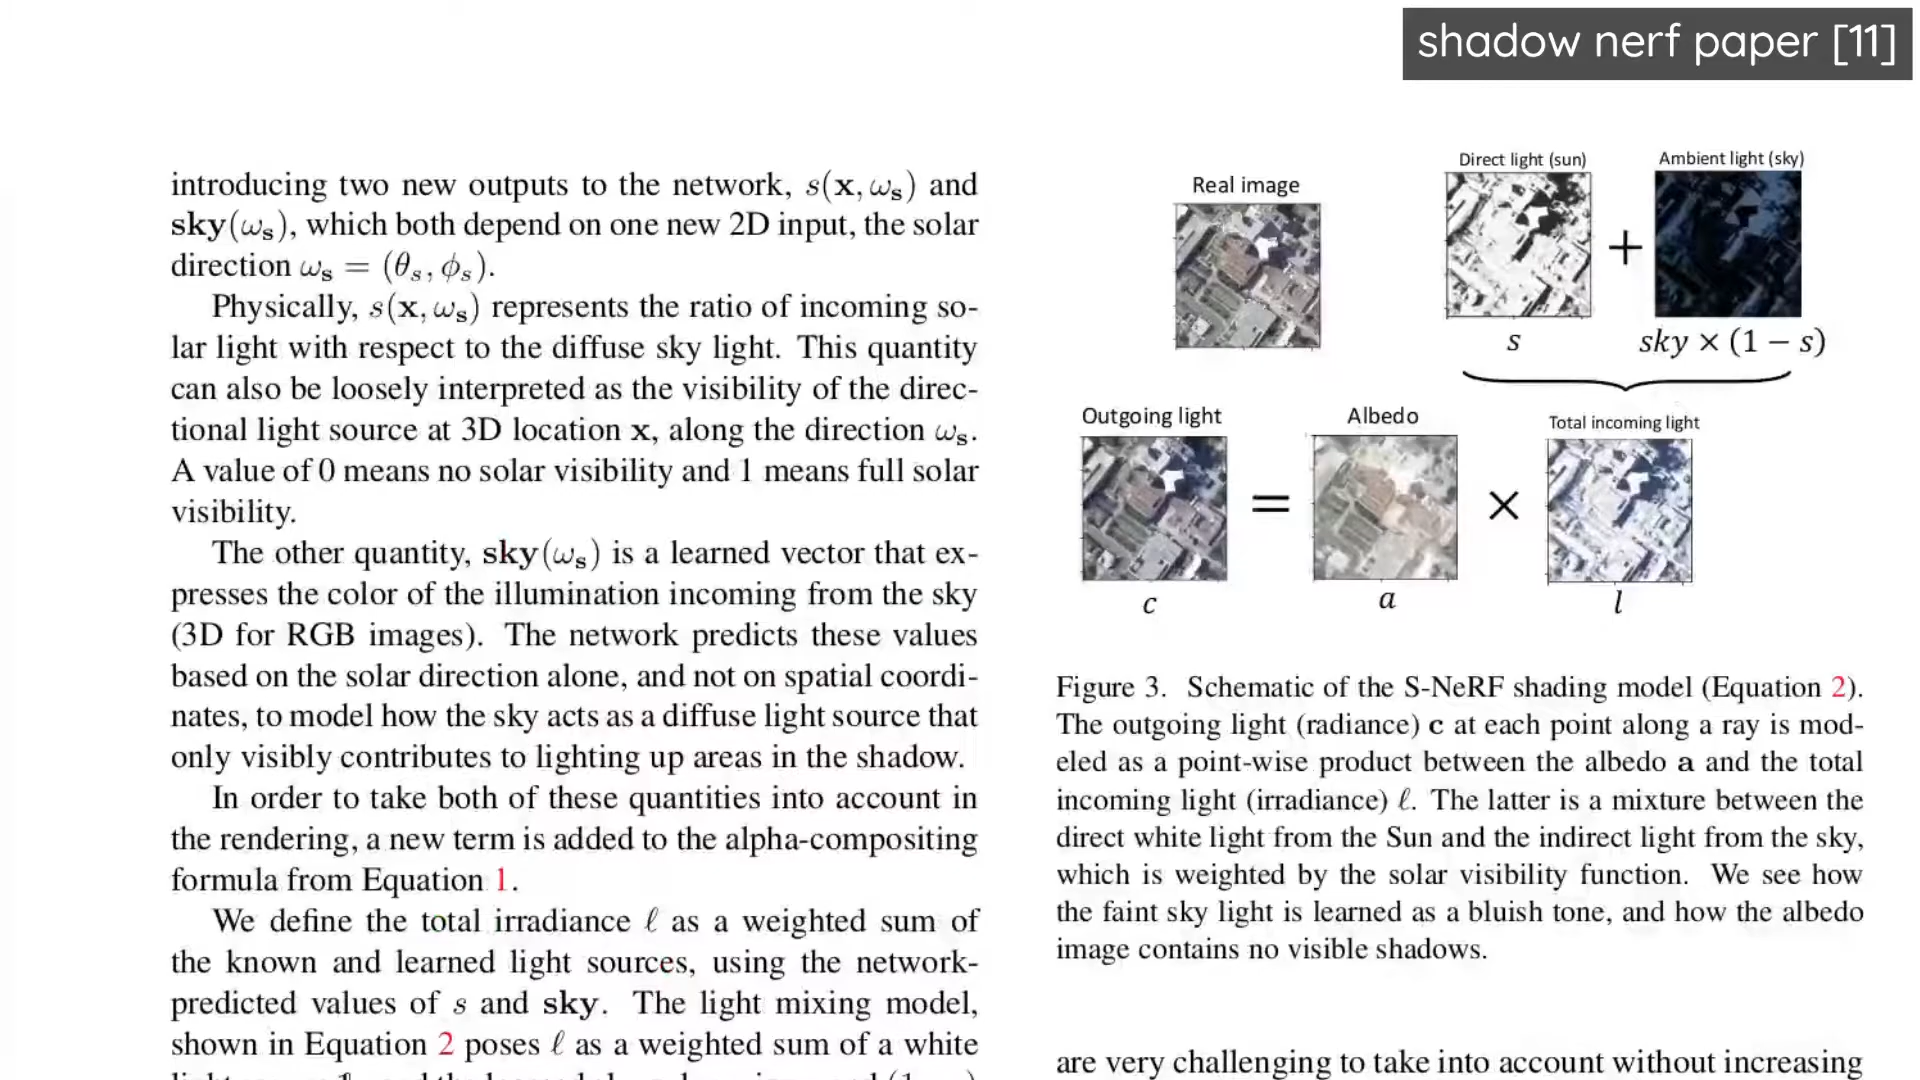 shadow nerf paper [11]
introducing two new outputs to the network, s(x, ωs) and
sky(ωs), which both depend on one new 2D input, the solar
direction ωs = (θs, ϕs).
Physically, s(x, ωs) represents the ratio of incoming so-
lar light with respect to the diffuse sky light. This quantity
can also be loosely interpreted as the visibility of the direc-
tional light source at 3D location x, along the direction ωs.
A value of 0 means no solar visibility and 1 means full solar
visibility.
The other quantity, sky(ωs) is a learned vector that ex-
presses the color of the illumination incoming from the sky
(3D for RGB images). The network predicts these values
based on the solar direction alone, and not on spatial coordi-
nates, to model how the sky acts as a diffuse light source that
only visibly contributes to lighting up areas in the shadow.
In order to take both of these quantities into account in
the rendering, a new term is added to the alpha-compositing
formula from Equation 1.
We define the total irradiance ℓ as a weighted sum of
the known and learned light sources, using the network-
predicted values of s and sky. The light mixing model,
shown in Equation 2 poses ℓ as a weighted sum of a white
Real image
Direct light (sun)
Ambient light (sky)
+
s
sky × (1 − s)
Outgoing light
Albedo
Total incoming light
= ×
c
a
l
Figure 3. Schematic of the S-NeRF shading model (Equation 2).
The outgoing light (radiance) c at each point along a ray is mod-
eled as a point-wise product between the albedo a and the total
incoming light (irradiance) ℓ. The latter is a mixture between the
direct white light from the Sun and the indirect light from the sky,
which is weighted by the solar visibility function. We see how
the faint sky light is learned as a bluish tone, and how the albedo
image contains no visible shadows.
are very challenging to take into account without increasing